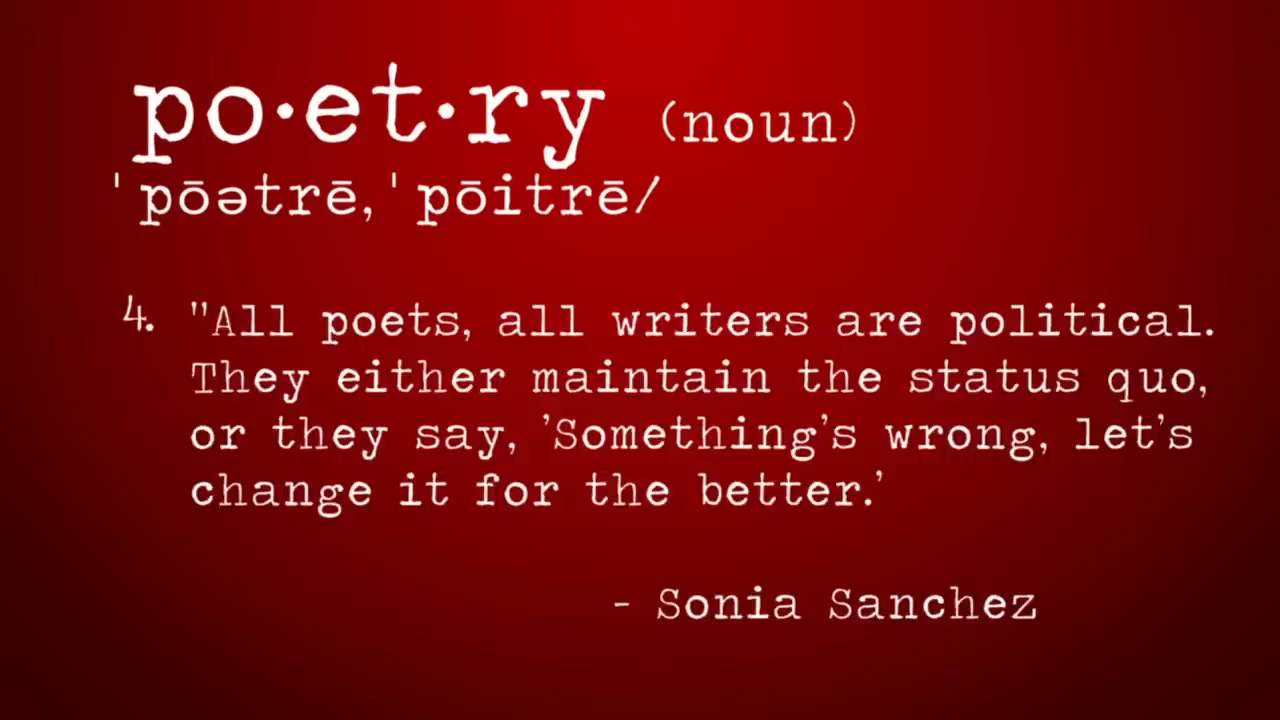 po·et·ry (noun)
ˈpōətrē,ˈpōitrē/
4. "All poets, all writers are political.
They either maintain the status quo,
or they say, 'Something's wrong, let's
change it for the better.'
- Sonia Sanchez